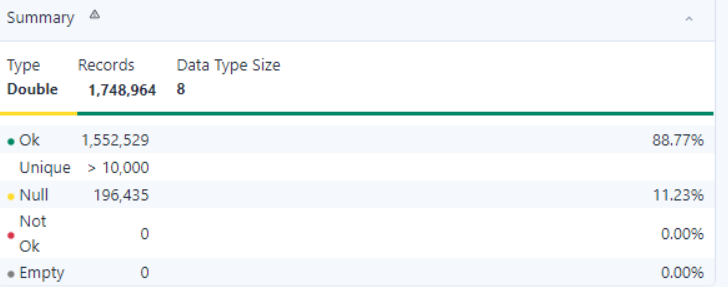 Summary
Type Records Data Type Size
Double 1,748,964 8
Ok 1,552,529 88.77%
Unique > 10,000
Null 196,435 11.23%
Not
Ok 0 0.00%
Empty 0 0.00%